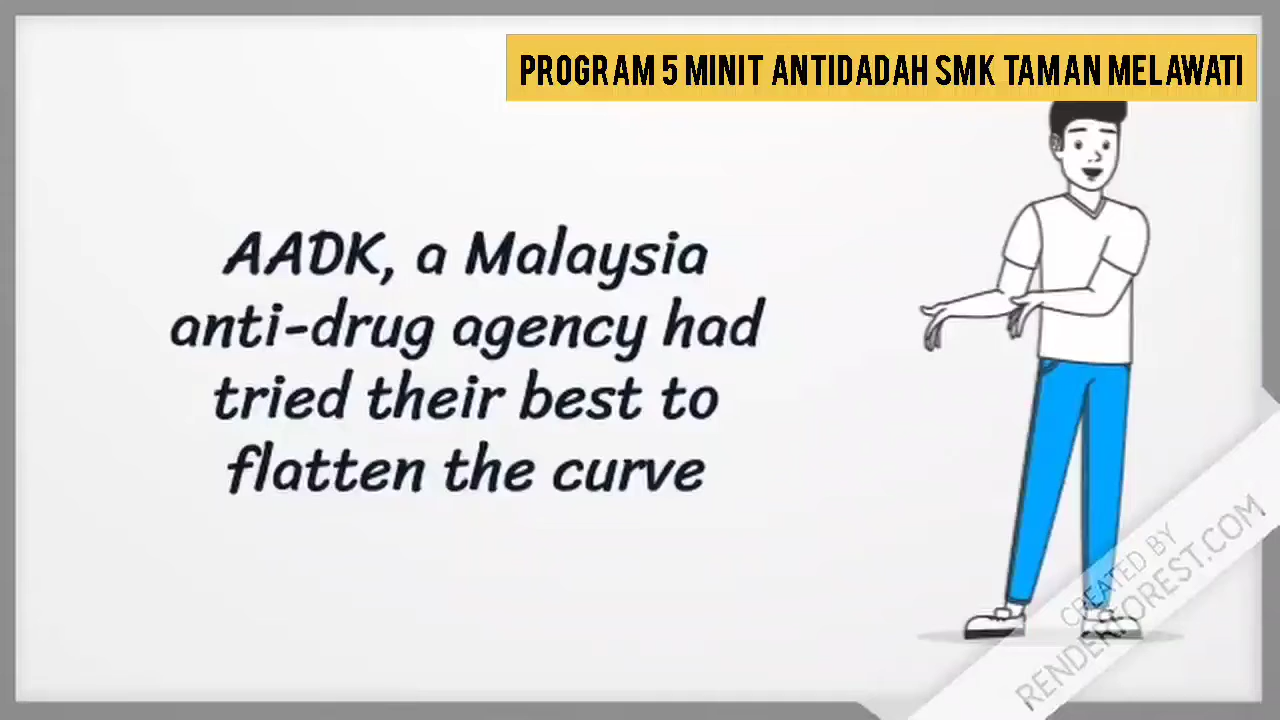 PROGRAM 5 MINIT ANTIDADAH SMK TAMAN MELAWATI
AADK, a Malaysia
anti-drug agency had
tried their best to
flatten the curve
CREATED BY
RENDERFOREST.COM